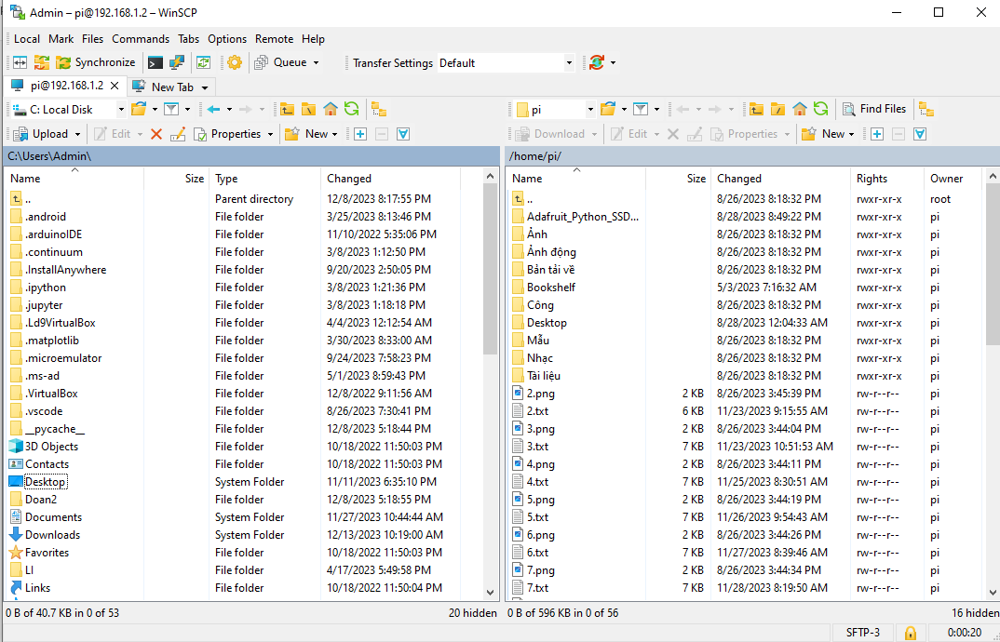 Admin – pi@192.168.1.2 – WinSCP
Local Mark Files Commands Tabs Options Remote Help
Synchronize Queue Transfer Settings Default
pi@192.168.1.2 New Tab
C: Local Disk pi Find Files
Upload Edit Properties New Download Edit Properties New
C:\Users\Admin\ /home/pi/
Name Size Type Changed Name Size Changed Rights Owner
.. Parent directory 12/8/2023 8:17:55 PM .. 8/26/2023 8:18:32 PM rwxr-xr-x root
.android File folder 3/25/2023 8:13:46 PM Adafruit_Python_SSD... 8/28/2023 8:49:22 PM rwxr-xr-x pi
.arduinoIDE File folder 11/10/2022 5:35:06 PM Ảnh 8/26/2023 8:18:32 PM rwxr-xr-x pi
.continuum File folder 3/8/2023 1:12:50 PM Ảnh động 8/26/2023 8:18:32 PM rwxr-xr-x pi
.InstallAnywhere File folder 9/20/2023 2:50:05 PM Bản tải về 8/26/2023 8:18:32 PM rwxr-xr-x pi
.ipython File folder 3/8/2023 1:21:36 PM Bookshelf 5/3/2023 7:16:32 AM rwxr-xr-x pi
.jupyter File folder 3/8/2023 1:18:18 PM Công 8/26/2023 8:18:32 PM rwxr-xr-x pi
.Ld9VirtualBox File folder 4/4/2023 12:12:54 AM Desktop 8/28/2023 12:04:33 AM rwxr-xr-x pi
.matplotlib File folder 3/30/2023 8:33:00 AM Mẫu 8/26/2023 8:18:32 PM rwxr-xr-x pi
.microemulator File folder 9/24/2023 7:58:23 PM Nhạc 8/26/2023 8:18:32 PM rwxr-xr-x pi
.ms-ad File folder 5/1/2023 8:59:43 PM Tài liệu 8/26/2023 8:18:32 PM rwxr-xr-x pi
.VirtualBox File folder 12/8/2022 9:11:56 AM 2.png 2 KB 8/26/2023 3:45:39 PM rw-r--r-- pi
.vscode File folder 8/26/2023 7:30:41 PM 2.txt 6 KB 11/23/2023 9:15:55 AM rw-r--r-- pi
__pycache__ File folder 12/8/2023 5:18:44 PM 3.png 2 KB 8/26/2023 3:44:04 PM rw-r--r-- pi
3D Objects File folder 10/18/2022 11:50:03 PM 3.txt 7 KB 11/23/2023 10:51:53 AM rw-r--r-- pi
Contacts File folder 10/18/2022 11:50:03 PM 4.png 2 KB 8/26/2023 3:44:11 PM rw-r--r-- pi
Desktop System Folder 11/11/2023 6:35:10 PM 4.txt 7 KB 11/25/2023 8:30:51 AM rw-r--r-- pi
Doan2 File folder 12/8/2023 5:18:55 PM 5.png 2 KB 8/26/2023 3:44:19 PM rw-r--r-- pi
Documents System Folder 11/27/2023 10:44:44 AM 5.txt 7 KB 11/26/2023 9:54:43 AM rw-r--r-- pi
Downloads System Folder 12/13/2023 10:19:00 AM 6.png 2 KB 8/26/2023 3:44:26 PM rw-r--r-- pi
Favorites File folder 10/18/2022 11:50:03 PM 6.txt 7 KB 11/27/2023 8:39:46 AM rw-r--r-- pi
LI File folder 4/17/2023 5:49:58 PM 7.png 2 KB 8/26/2023 3:44:34 PM rw-r--r-- pi
Links File folder 10/18/2022 11:50:04 PM 7.txt 7 KB 11/28/2023 8:19:50 AM rw-r--r-- pi
0 B of 40.7 KB in 0 of 53 20 hidden 0 B of 596 KB in 0 of 56 16 hidden
SFTP-3 0:00:20